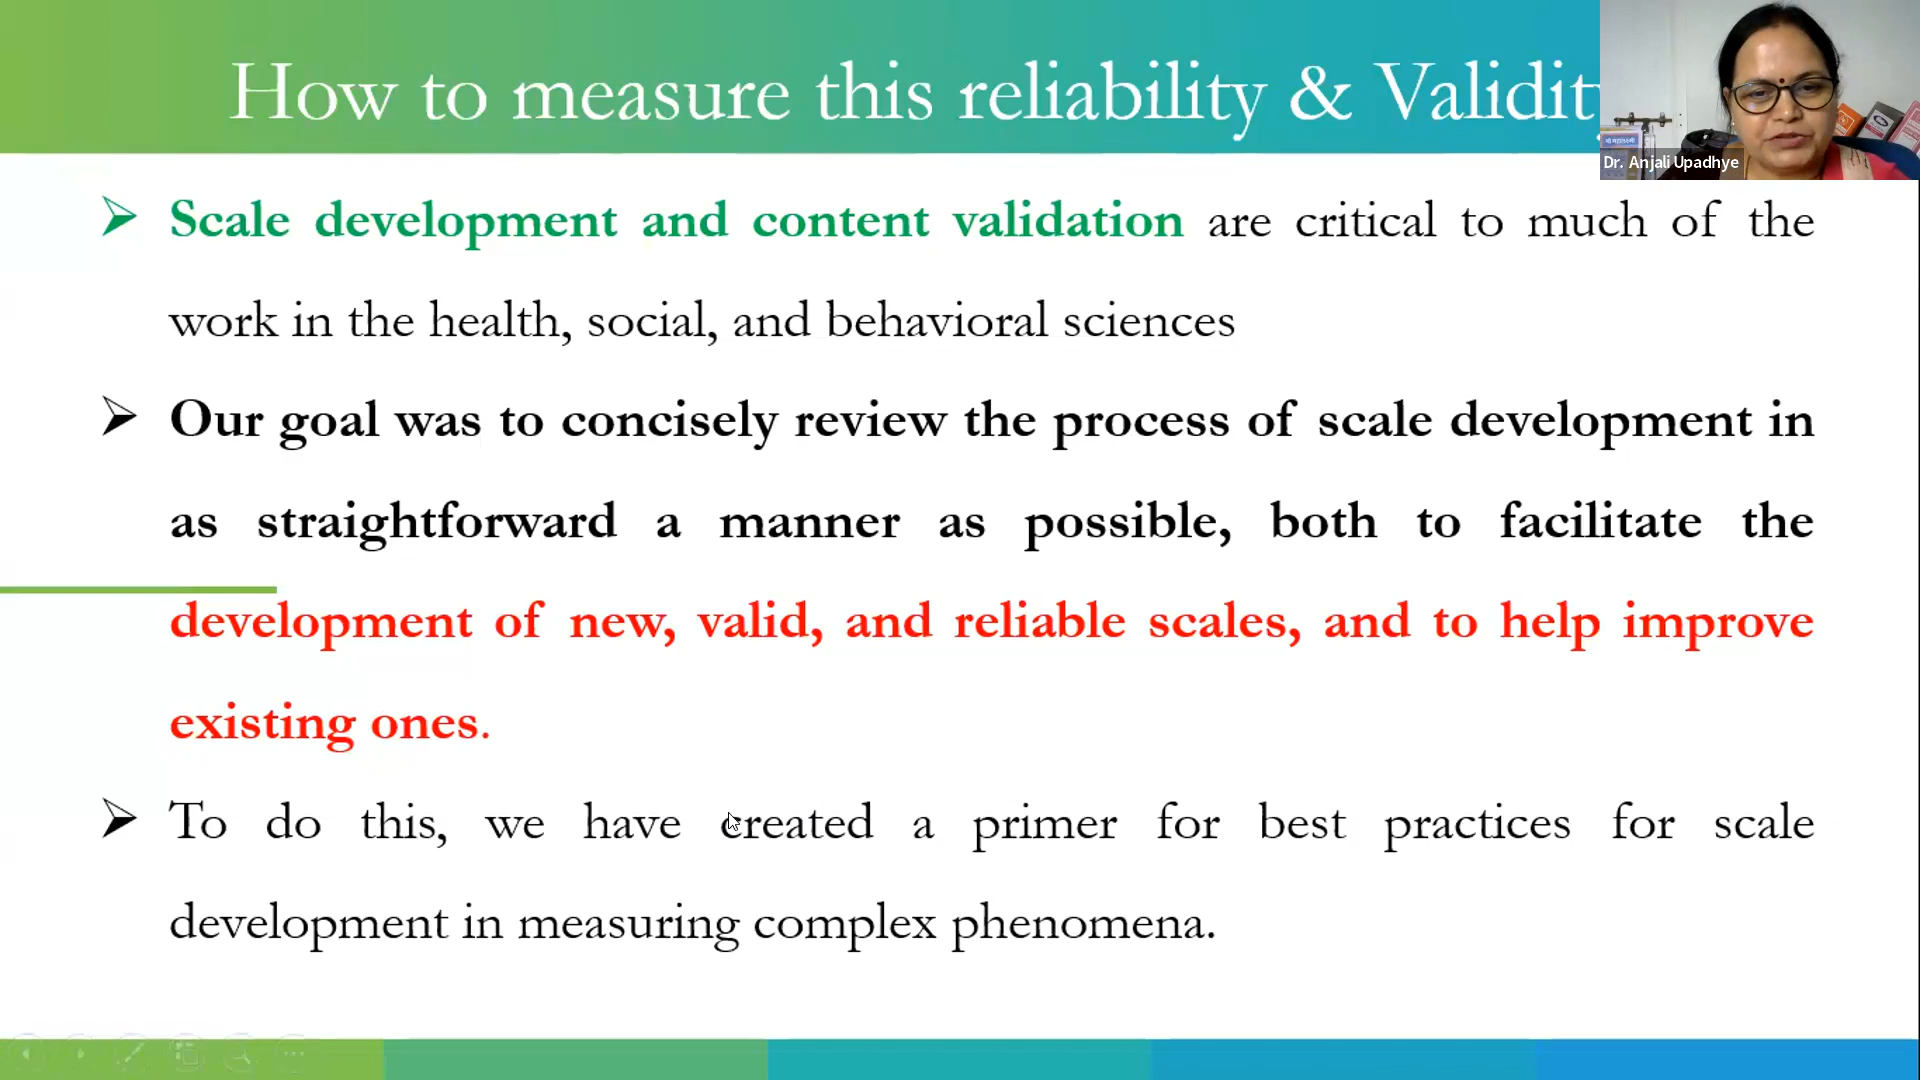 How to measure this reliability & Validity
Dr. Anjali Upadhye
Scale development and content validation are critical to much of the
work in the health, social, and behavioral sciences
Our goal was to concisely review the process of scale development in
as straightforward a manner as possible, both to facilitate the
development of new, valid, and reliable scales, and to help improve
existing ones.
To do this, we have created a primer for best practices for scale
development in measuring complex phenomena.